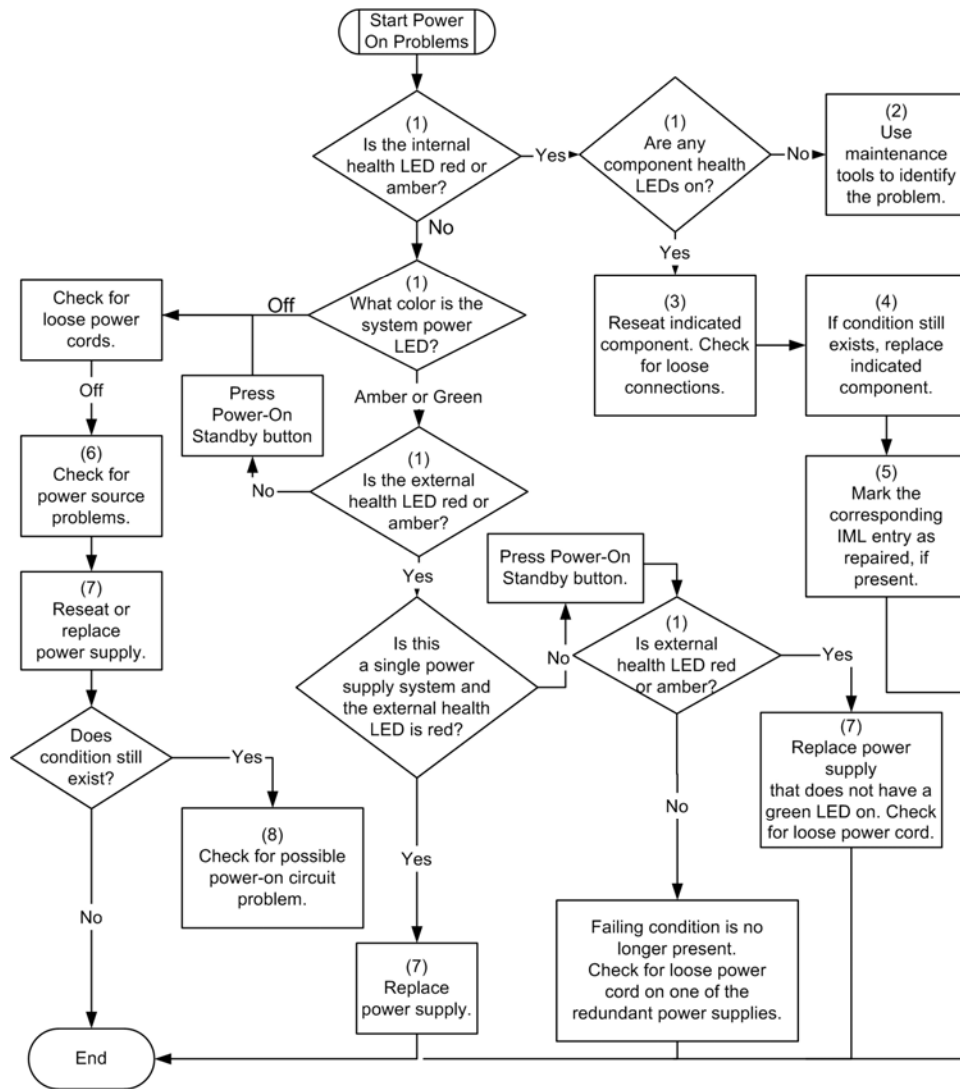 Start Power
On Problems
(1)
Is the internal
health LED red or
amber?
Yes
(1)
Are any
component health
LEDs on?
No
(2)
Use
maintenance
tools to identify
the problem.
No
Yes
(1)
What color is the
system power
LED?
Off
Check for
loose power
cords.
(3)
Reseat indicated
component. Check
for loose
connections.
(4)
If condition still
exists, replace
indicated
component.
Off
Press
Power-On
Standby button
Amber or Green
(6)
Check for
power source
problems.
No
(1)
Is the external
health LED red or
amber?
(5)
Mark the
corresponding
IML entry as
repaired, if
present.
Yes
Press Power-On
Standby button.
(7)
Reseat or
replace
power supply.
Is this
a single power
supply system and
the external health
LED is red?
No
(1)
Is external
health LED red
or amber?
Yes
Does
condition still
exist?
Yes
(7)
Replace power
supply
that does not have a
green LED on. Check
for loose power cord.
(8)
Check for possible
power-on circuit
problem.
Yes
No
No
(7)
Replace
power supply.
Failing condition is no
longer present.
Check for loose power
cord on one of the
redundant power supplies.
End